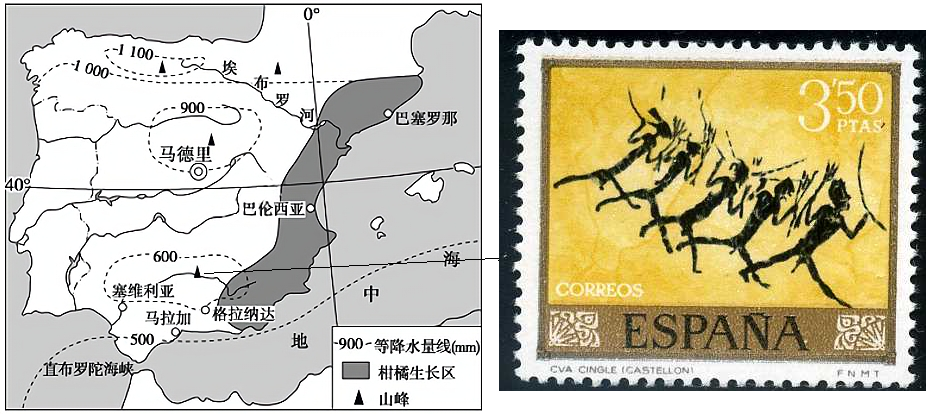 0°
1 100
埃
布
罗
河
1 000
900
巴塞罗那
马德里
40°
巴伦西亚
600
海
塞维利亚
中
格拉纳达
马拉加
500
地
直布罗陀海峡
-900- 等降水量线(mm)
柑橘生长区
山峰
3'50
PTAS
CORREOS
ESPAÑA
CVA CINGLE (CASTELLON)
F N M T